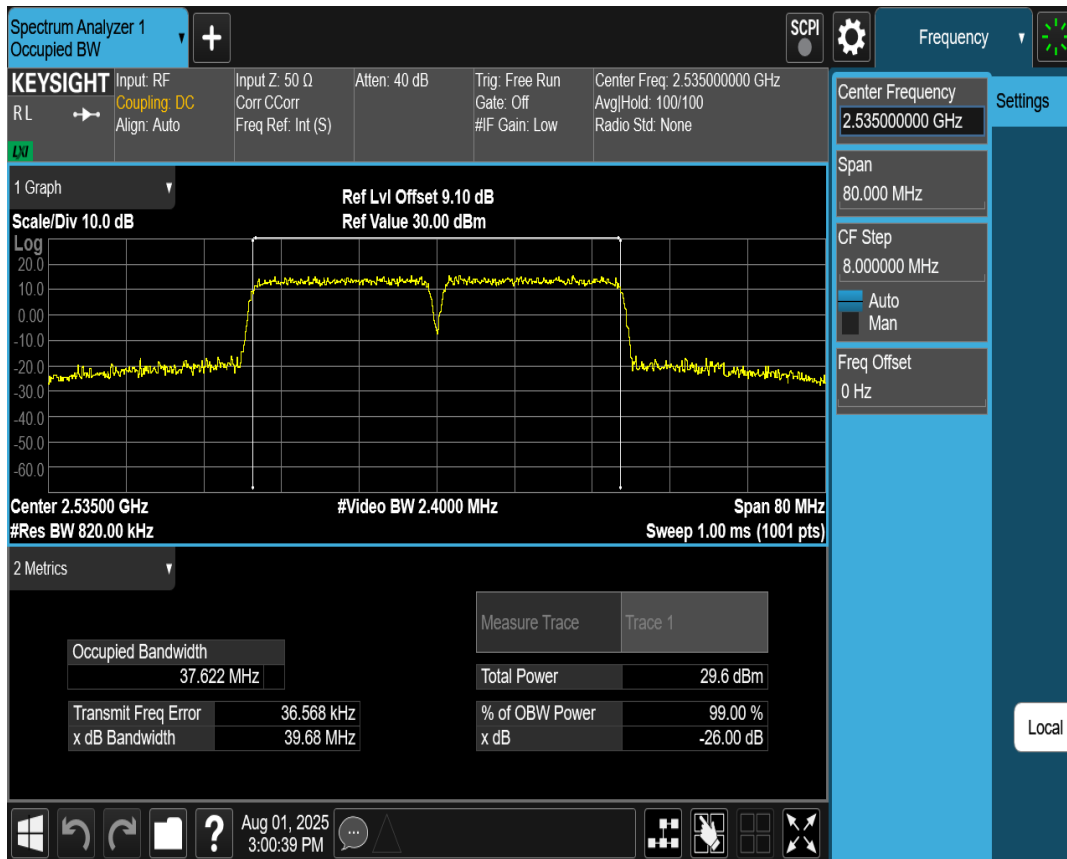 Spectrum Analyzer 1
Occupied BW
+
SCPI
Frequency
KEYSIGHT
RL
LXI
Input: RF
Coupling: DC
Align: Auto
Input Z: 50 Ω
Corr CCorr
Freq Ref: Int (S)
Atten: 40 dB
Trig: Free Run
Gate: Off
#IF Gain: Low
Center Freq: 2.535000000 GHz
Avg|Hold: 100/100
Radio Std: None
Center Frequency
2.535000000 GHz
Settings
Span
80.000 MHz
CF Step
8.000000 MHz
Auto
Man
Freq Offset
0 Hz
Local
1 Graph
Scale/Div 10.0 dB
Ref Lvl Offset 9.10 dB
Ref Value 30.00 dBm
Log
20.0
10.0
0.00
-10.0
-20.0
-30.0
-40.0
-50.0
-60.0
Center 2.53500 GHz
#Video BW 2.4000 MHz
Span 80 MHz
#Res BW 820.00 kHz
Sweep 1.00 ms (1001 pts)
2 Metrics
Measure Trace Trace 1
Occupied Bandwidth
37.622 MHz
Total Power 29.6 dBm
Transmit Freq Error 36.568 kHz
% of OBW Power 99.00 %
x dB Bandwidth 39.68 MHz
x dB -26.00 dB
?
Aug 01, 2025
3:00:39 PM